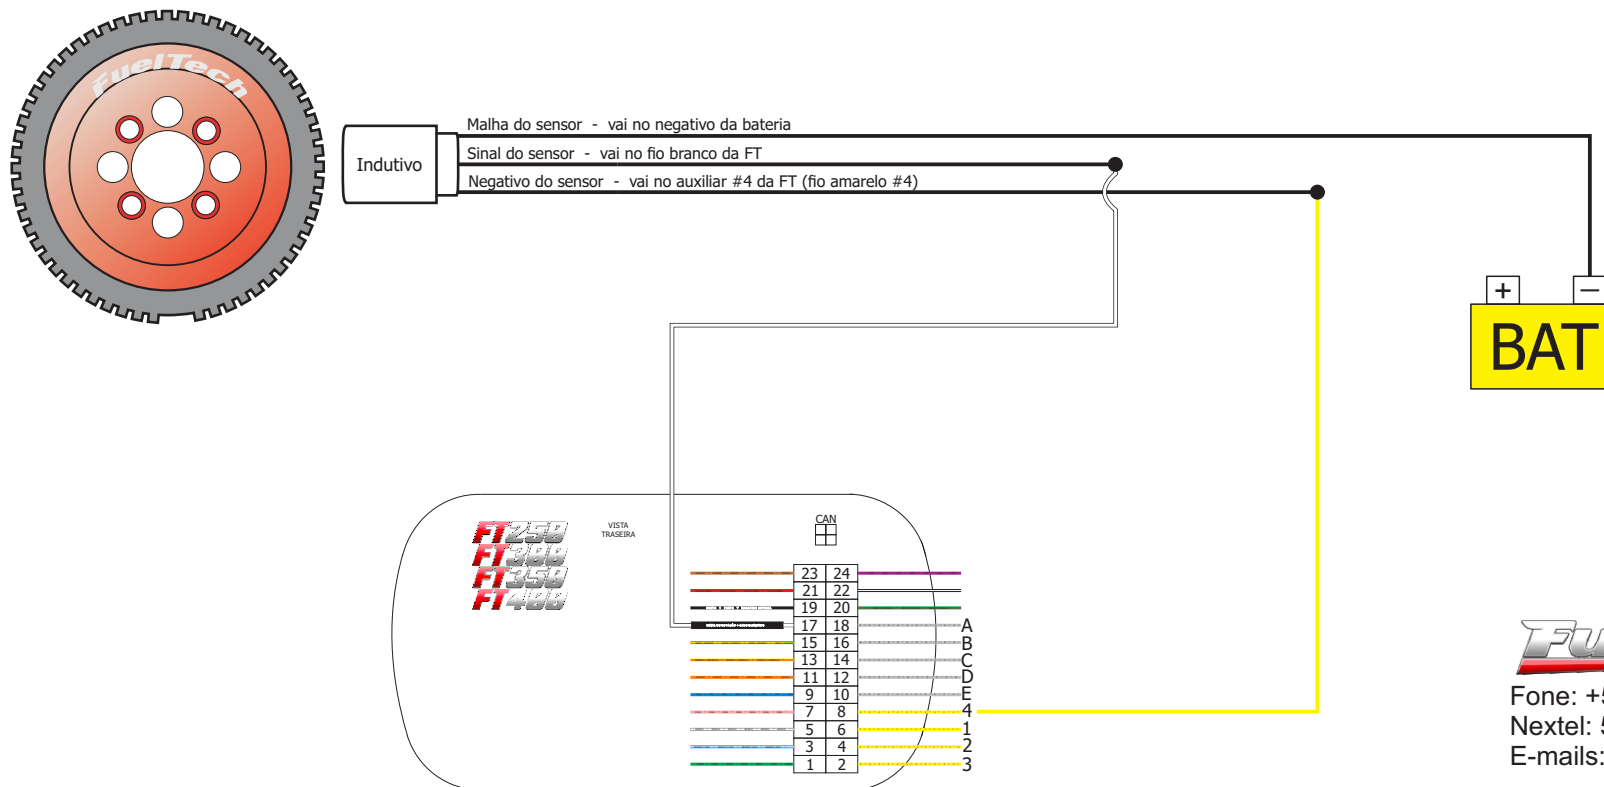 FuelTech
Indutivo
Malha do sensor - vai no negativo da bateria
Sinal do sensor - vai no fio branco da FT
Negativo do sensor - vai no auxiliar #4 da FT (fio amarelo #4)
+ −
BAT
FT250
FT300
FT350
FT400
VISTA
TRASEIRA
CAN
23 24
21 22
19 20
17 18 A
15 16 B
13 14 C
11 12 D
9 10 E
7 8 4
5 6 1
3 4 2
1 2 3
Fu
Fone: +5
Nextel: 5
E-mails: